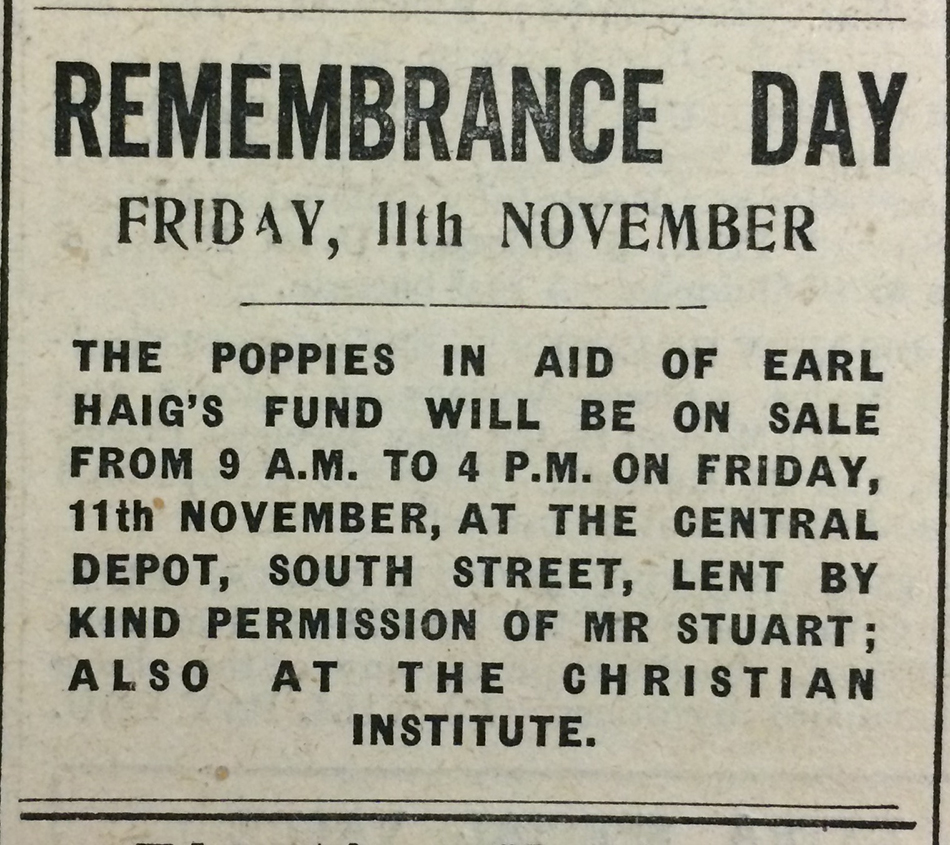 REMEMBRANCE DAY
FRIDAY, 11th NOVEMBER
THE POPPIES IN AID OF EARL
HAIG'S FUND WILL BE ON SALE
FROM 9 A.M. TO 4 P.M. ON FRIDAY,
11th NOVEMBER, AT THE CENTRAL
DEPOT, SOUTH STREET, LENT BY
KIND PERMISSION OF MR STUART;
ALSO AT THE CHRISTIAN
INSTITUTE.